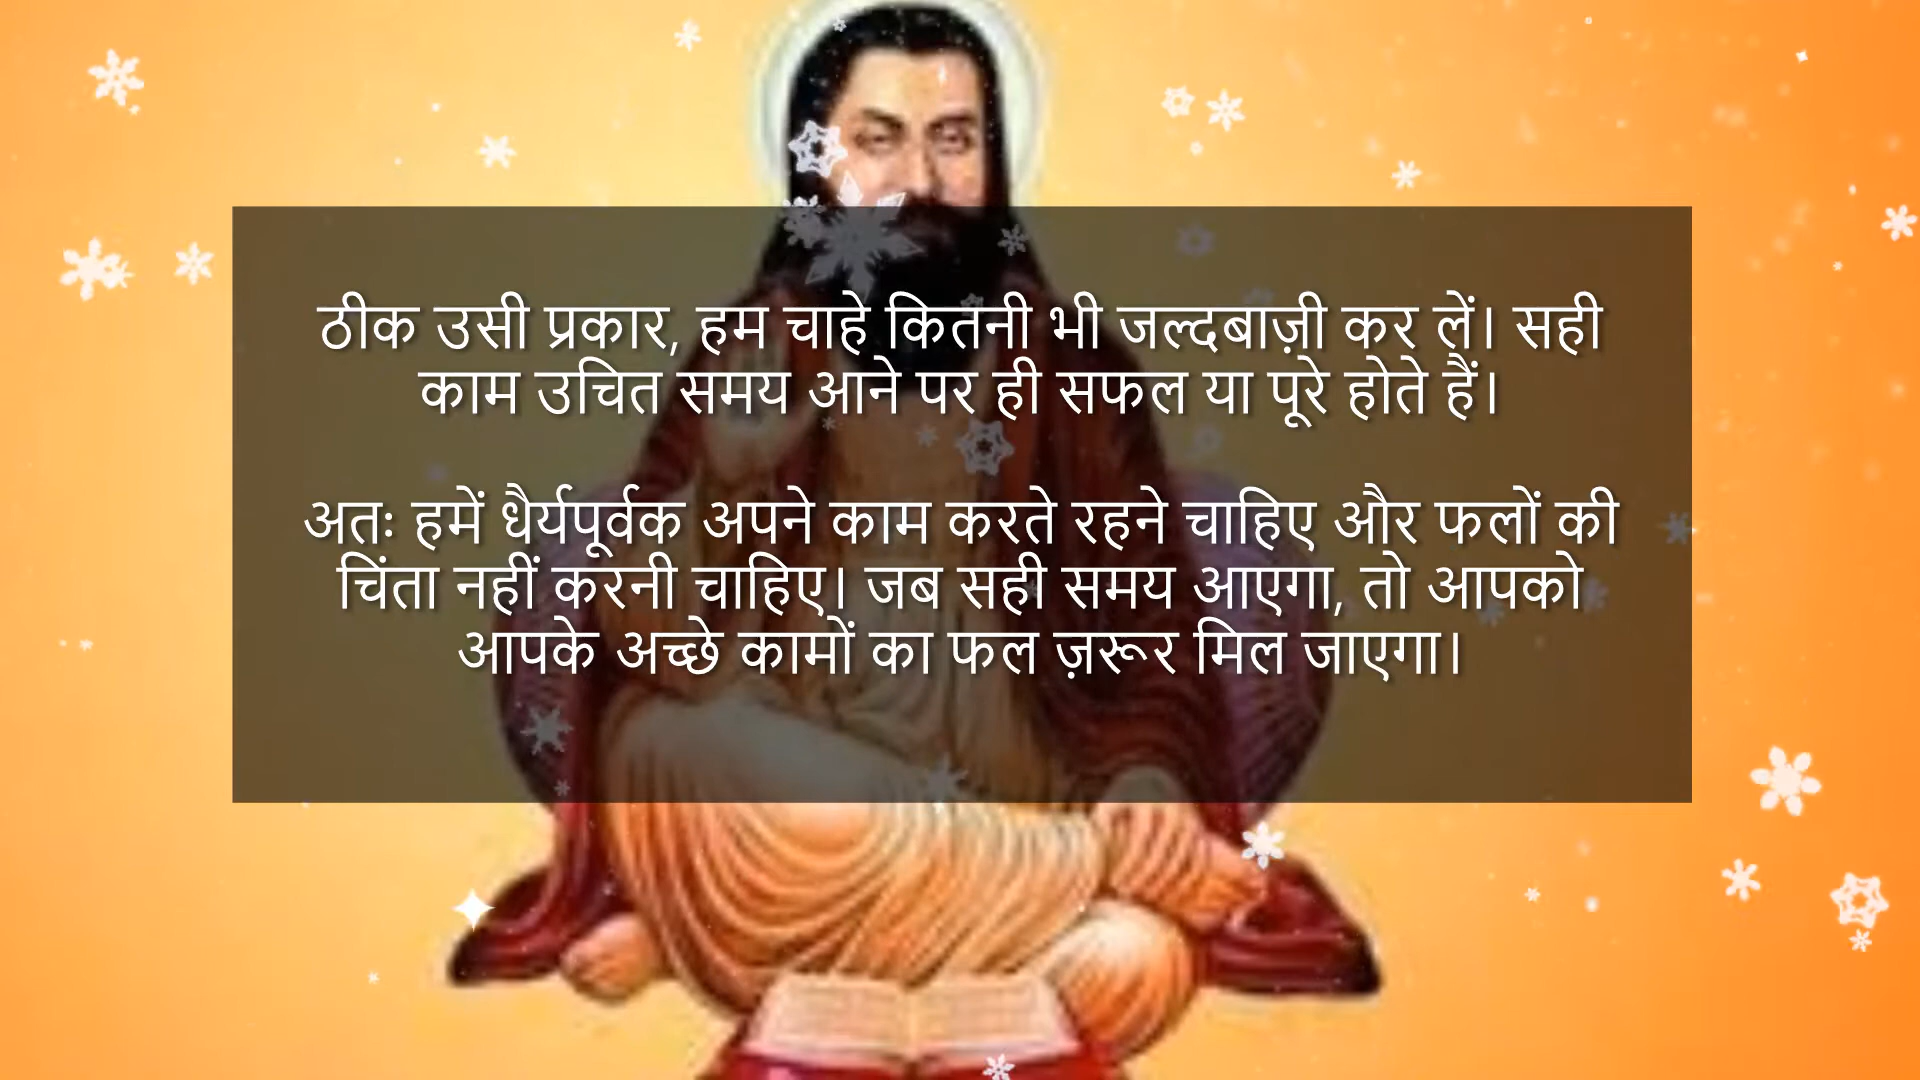 ठीक उसी प्रकार, हम चाहे कितनी भी जल्दबाज़ी कर लें। सही
काम उचित समय आने पर ही सफल या पूरे होते हैं।
अतः हमें धैर्यपूर्वक अपने काम करते रहने चाहिए और फलों की
चिंता नहीं करनी चाहिए। जब सही समय आएगा, तो आपको
आपके अच्छे कामों का फल ज़रूर मिल जाएगा।